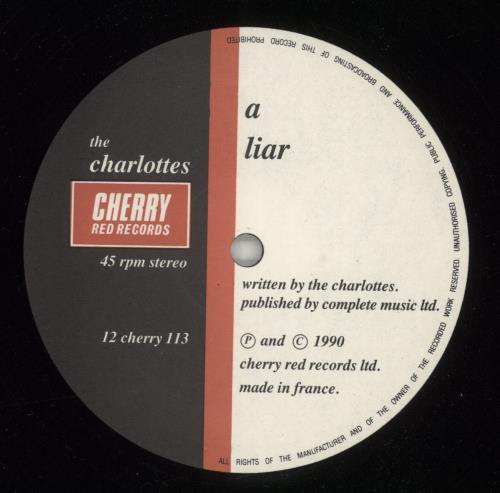 the
charlottes
CHERRY
RED RECORDS
45 rpm stereo
12 cherry 113
a
liar
written by the charlottes.
published by complete music ltd.
Ⓟ and © 1990
cherry red records ltd.
made in france.
ALL RIGHTS OF THE MANUFACTURER AND OF THE OWNER OF THE RECORDED WORK RESERVED. UNAUTHORISED COPYING, PUBLIC PERFORMANCE AND BROADCASTING OF THIS RECORD PROHIBITED.